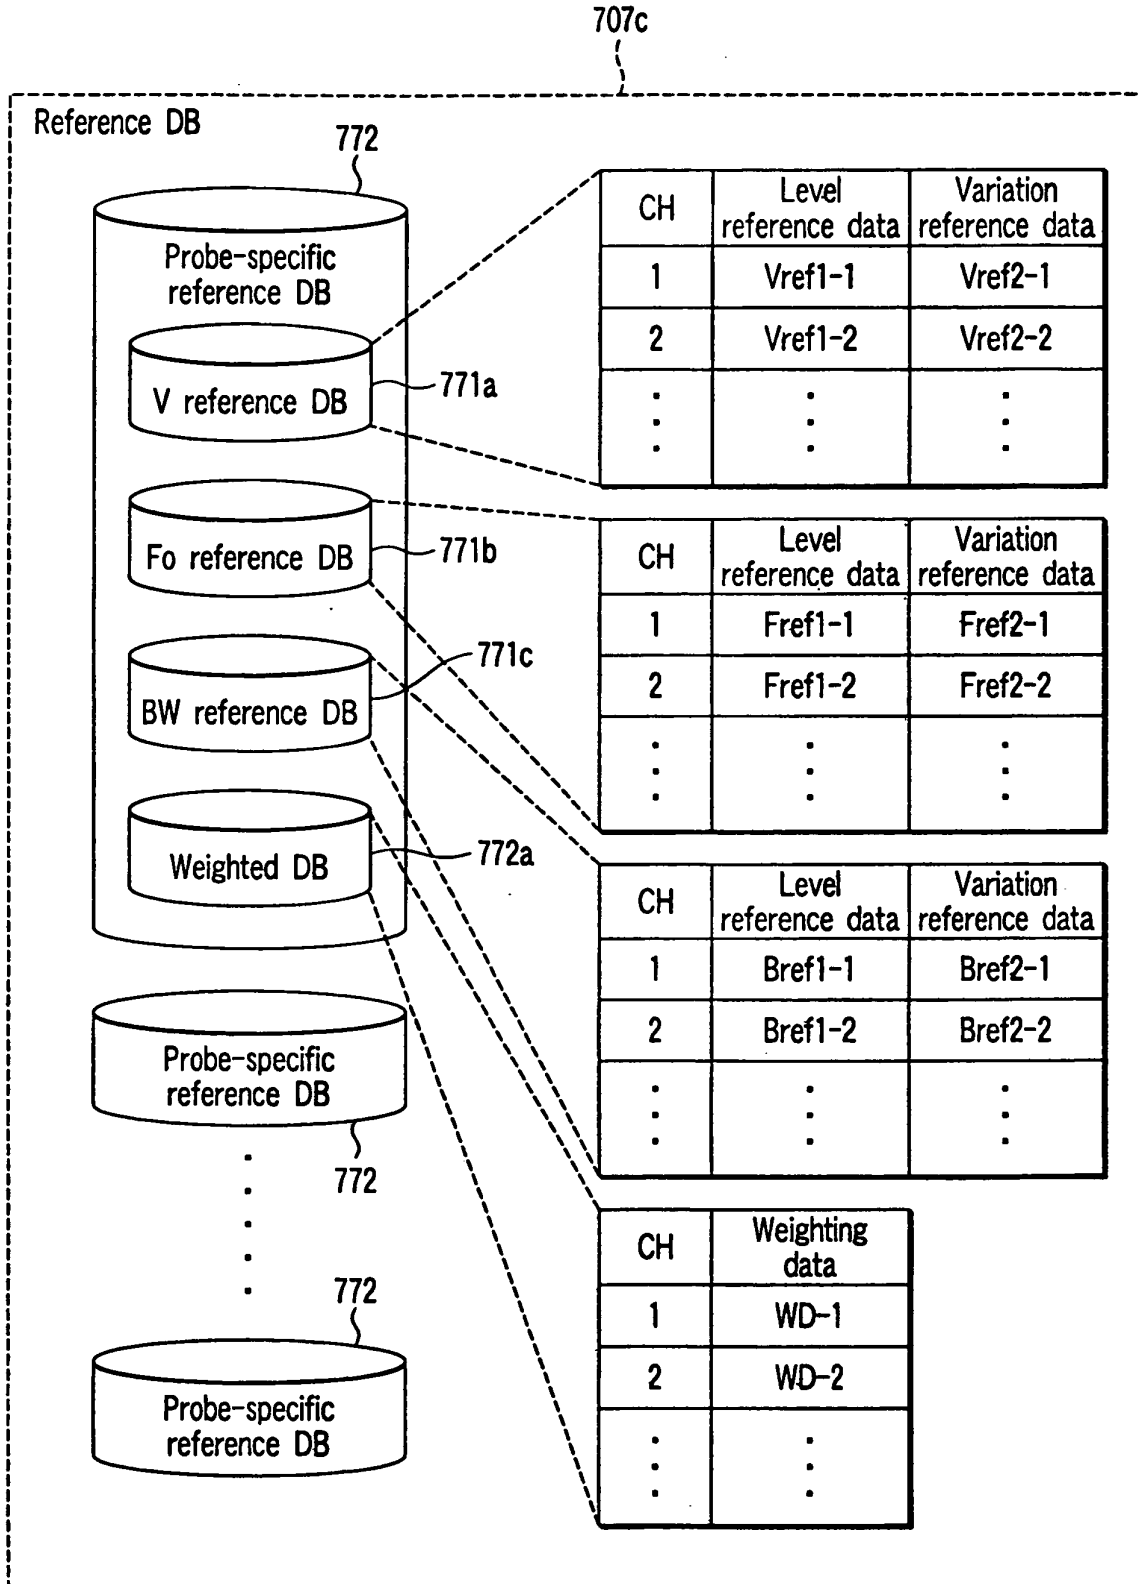 707c
Reference DB
772
Probe-specific
reference DB
V reference DB
771a
Fo reference DB
771b
BW reference DB
771c
Weighted DB
772a
Probe-specific
reference DB
772
772
Probe-specific
reference DB
CH Level reference data Variation reference data
1 Vref1-1 Vref2-1
2 Vref1-2 Vref2-2
CH Level reference data Variation reference data
1 Fref1-1 Fref2-1
2 Fref1-2 Fref2-2
CH Level reference data Variation reference data
1 Bref1-1 Bref2-1
2 Bref1-2 Bref2-2
CH Weighting data
1 WD-1
2 WD-2